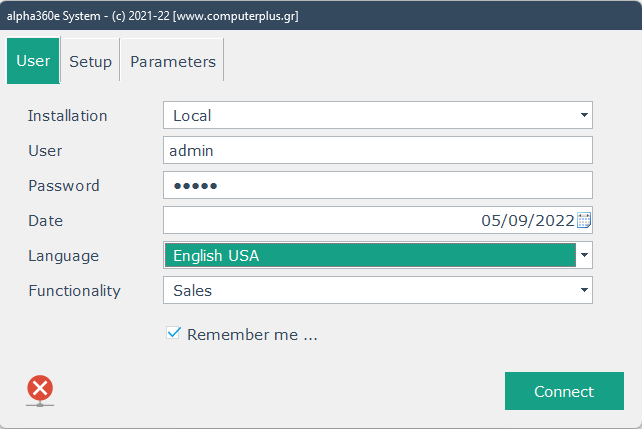 alpha360e System - (c) 2021-22 [www.computerplus.gr]
User Setup Parameters
Installation Local
User admin
Password ●●●●●
Date 05/09/2022
Language English USA
Functionality Sales
Remember me ...
Connect